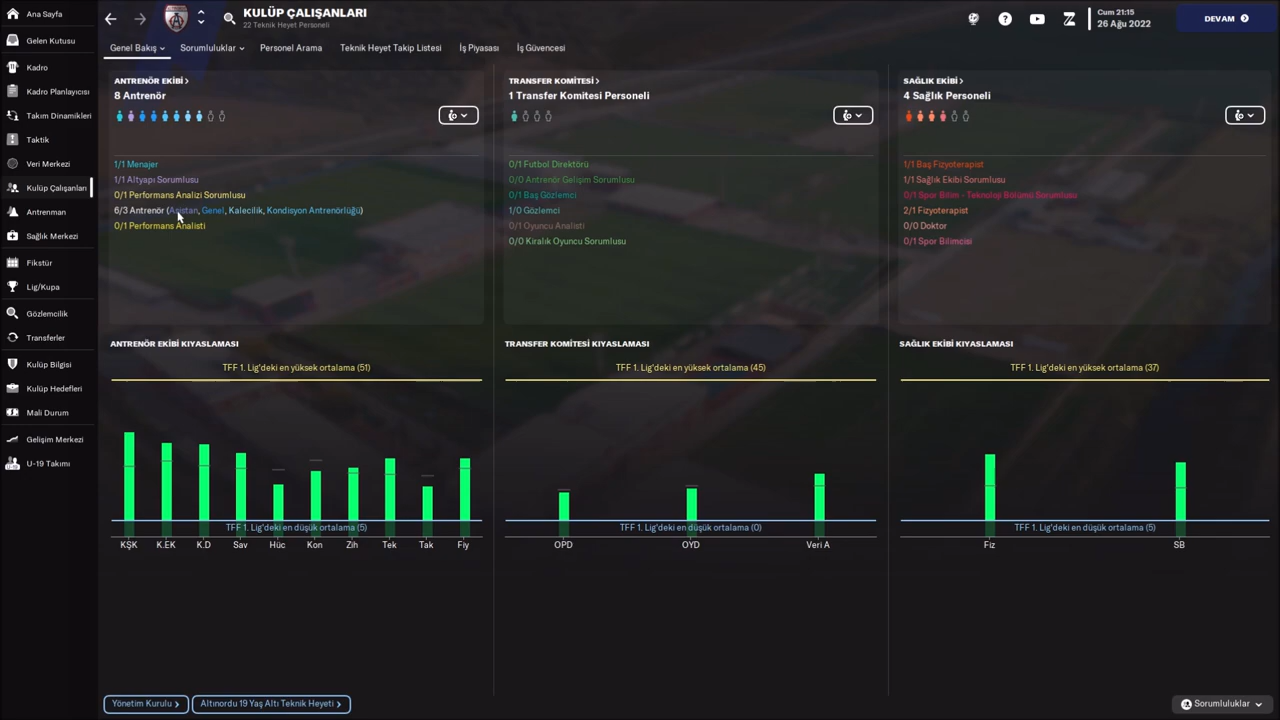 Ana Sayfa
Gelen Kutusu
Kadro
Kadro Planlayıcısı
Takım Dinamikleri
Taktik
Veri Merkezi
Kulüp Çalışanları
Antrenman
Sağlık Merkezi
Fikstür
Lig/Kupa
Gözlemcilik
Transferler
Kulüp Bilgisi
Kulüp Hedefleri
Mali Durum
Gelişim Merkezi
U-19 Takımı
KULÜP ÇALIŞANLARI
22 Teknik Heyet Personeli
Cum 21:15
26 Ağu 2022
DEVAM
Genel Bakış
Sorumluluklar
Personel Arama
Teknik Heyet Takip Listesi
İş Piyasası
İş Güvencesi
ANTRENÖR EKİBİ
8 Antrenör
1/1 Menajer
1/1 Altyapı Sorumlusu
0/1 Performans Analizi Sorumlusu
6/3 Antrenör (Asistan, Genel, Kalecilik, Kondisyon Antrenörlüğü)
0/1 Performans Analisti
TRANSFER KOMİTESİ
1 Transfer Komitesi Personeli
0/1 Futbol Direktörü
0/0 Antrenör Gelişim Sorumlusu
0/1 Baş Gözlemci
1/0 Gözlemci
0/1 Oyuncu Analisti
0/0 Kiralık Oyuncu Sorumlusu
SAĞLIK EKİBİ
4 Sağlık Personeli
1/1 Baş Fizyoterapist
1/1 Sağlık Ekibi Sorumlusu
0/1 Spor Bilim - Teknoloji Bölümü Sorumlusu
2/1 Fizyoterapist
0/0 Doktor
0/1 Spor Bilimcisi
ANTRENÖR EKİBİ KIYASLAMASI
TFF 1. Lig'deki en yüksek ortalama (51)
TFF 1. Lig'deki en düşük ortalama (5)
KŞK K.EK K.D Sav Hüc Kon Zih Tek Tak Fiy
TRANSFER KOMİTESİ KIYASLAMASI
TFF 1. Lig'deki en yüksek ortalama (45)
TFF 1. Lig'deki en düşük ortalama (0)
OPD OYD Veri A
SAĞLIK EKİBİ KIYASLAMASI
TFF 1. Lig'deki en yüksek ortalama (37)
TFF 1. Lig'deki en düşük ortalama (5)
Fiz SB
Yönetim Kurulu
Altınordu 19 Yaş Altı Teknik Heyeti
Sorumluluklar